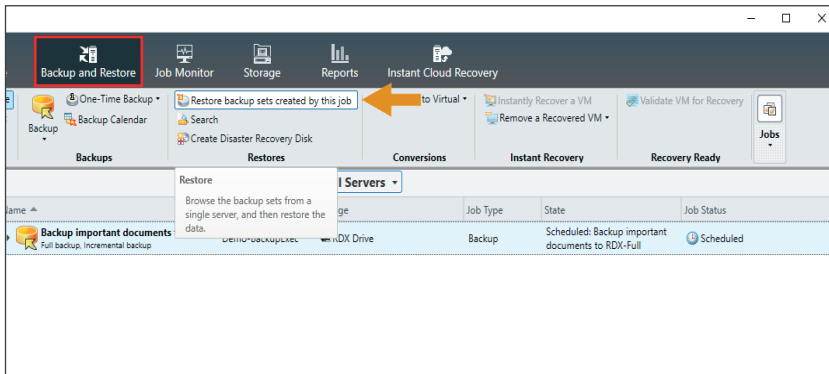 Backup and Restore
Job Monitor
Storage
Reports
Instant Cloud Recovery
Backup
One-Time Backup
Backup Calendar
Backups
Restore backup sets created by this job
Search
Create Disaster Recovery Disk
Restores
to Virtual
Conversions
Instantly Recover a VM
Remove a Recovered VM
Instant Recovery
Validate VM for Recovery
Recovery Ready
Jobs
Restore
Browse the backup sets from a
single server, and then restore the
data.
l Servers
ame
ge
Job Type
State
Job Status
Backup important documents
Full backup, Incremental backup
Demo-BackupExec
RDX Drive
Backup
Scheduled: Backup important
documents to RDX-Full
Scheduled